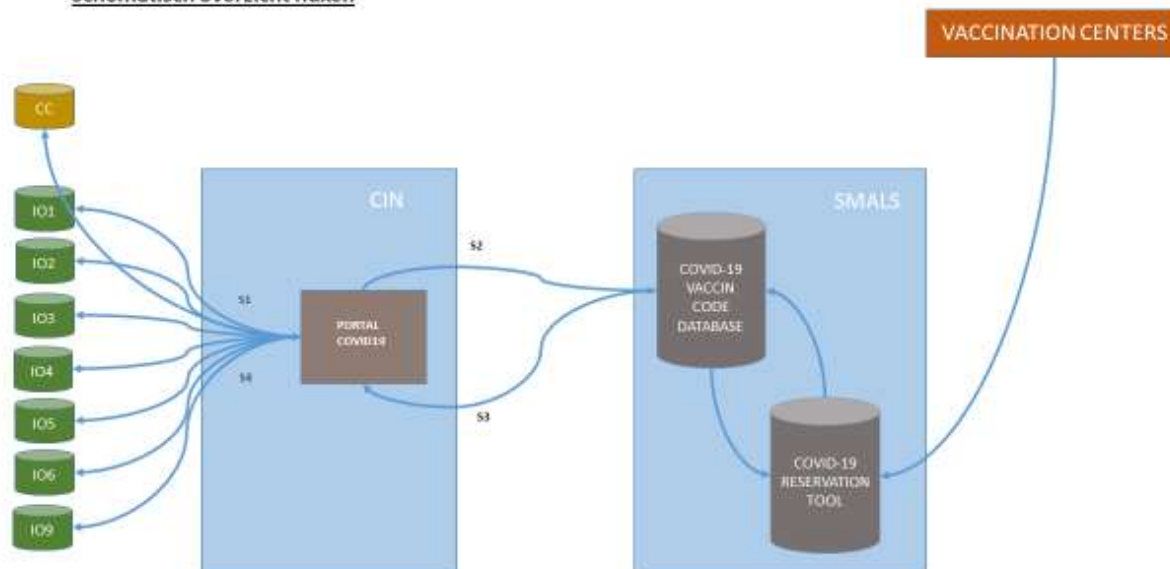 VACCINATION CENTERS
CC
IO1
IO2
IO3
IO4
IO5
IO6
IO9
CIN
S1
PORTAL
COVID19
S2
S3
SMALS
COVID-19
VACCIN
CODE
DATABASE
COVID-19
RESERVATION
TOOL